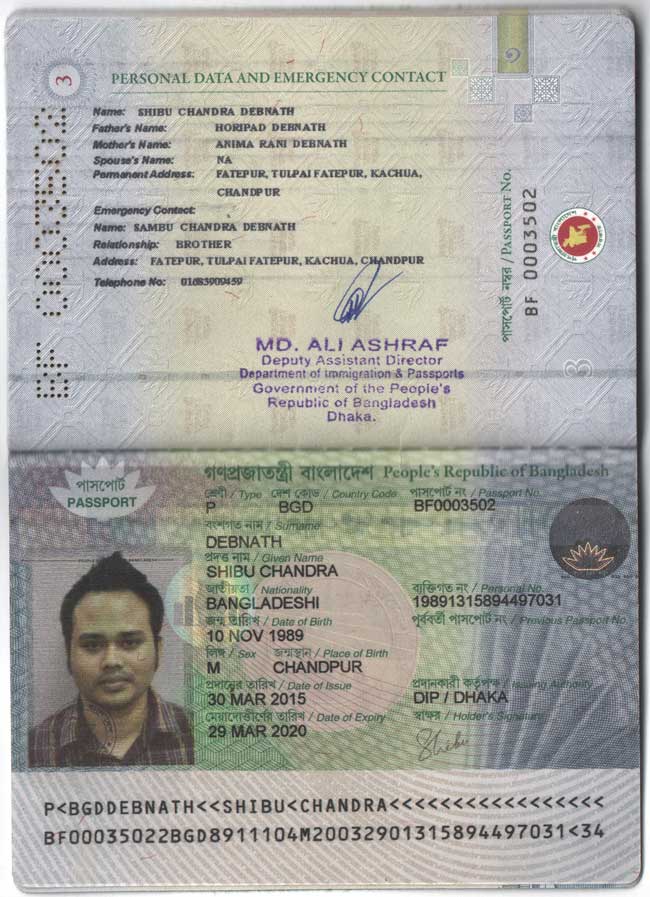 3
PERSONAL DATA AND EMERGENCY CONTACT
Name: SHIBU CHANDRA DEBNATH
Father's Name: HORIPAD DEBNATH
Mother's Name: ANIMA RANI DEBNATH
Spouse's Name: NA
Permanent Address: FATEPUR, TULPAI FATEPUR, KACHUA,
CHANDPUR
Emergency Contact:
Name: SAMBU CHANDRA DEBNATH
Relationship: BROTHER
Address: FATEPUR, TULPAI FATEPUR, KACHUA, CHANDPUR
Telephone No: 01683909459
MD. ALI ASHRAF
Deputy Assistant Director
Department of Immigration & Passports
Government of the People's
Republic of Bangladesh
Dhaka.
পাসপোর্ট নম্বর / PASSPORT No.
BF 0003502
BF 0003502
পাসপোর্ট
PASSPORT
গণপ্রজাতন্ত্রী বাংলাদেশ People's Republic of Bangladesh
শ্রেণী / Type দেশ কোড / Country Code পাসপোর্ট নং / Passport No.
P BGD BF0003502
বংশগত নাম / Surname
DEBNATH
প্রদত্ত নাম / Given Name
SHIBU CHANDRA
জাতীয়তা / Nationality ব্যক্তিগত নং / Personal No.
BANGLADESHI 19891315894497031
জন্ম তারিখ / Date of Birth পূর্ববর্তী পাসপোর্ট নং / Previous Passport No.
10 NOV 1989
লিঙ্গ / Sex জন্মস্থান / Place of Birth
M CHANDPUR
প্রদানের তারিখ / Date of Issue প্রদানকারী কর্তৃপক্ষ / Issuing Authority
30 MAR 2015 DIP / DHAKA
মেয়াদোত্তীর্ণের তারিখ / Date of Expiry স্বাক্ষর / Holder's Signature
29 MAR 2020 Shibu
P<BGDDEBNATH<<SHIBU<CHANDRA<<<<<<<<<<<<<<<<<
BF00035022BGD8911104M20032901315894497031<34